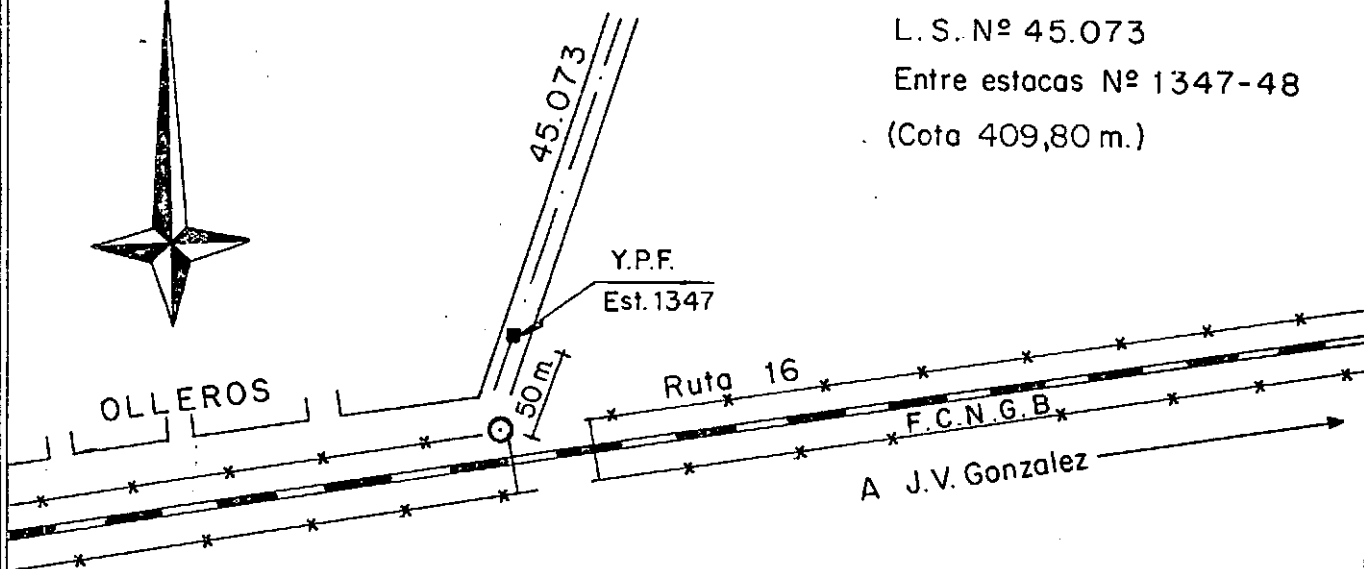 L.S. Nº 45.073
Entre estacas Nº 1347-48
(Cota 409,80 m.)
45.073
Y.P.F.
Est. 1347
50 m.
OLLEROS
Ruta 16
F.C.N.G.B.
A J.V. Gonzalez